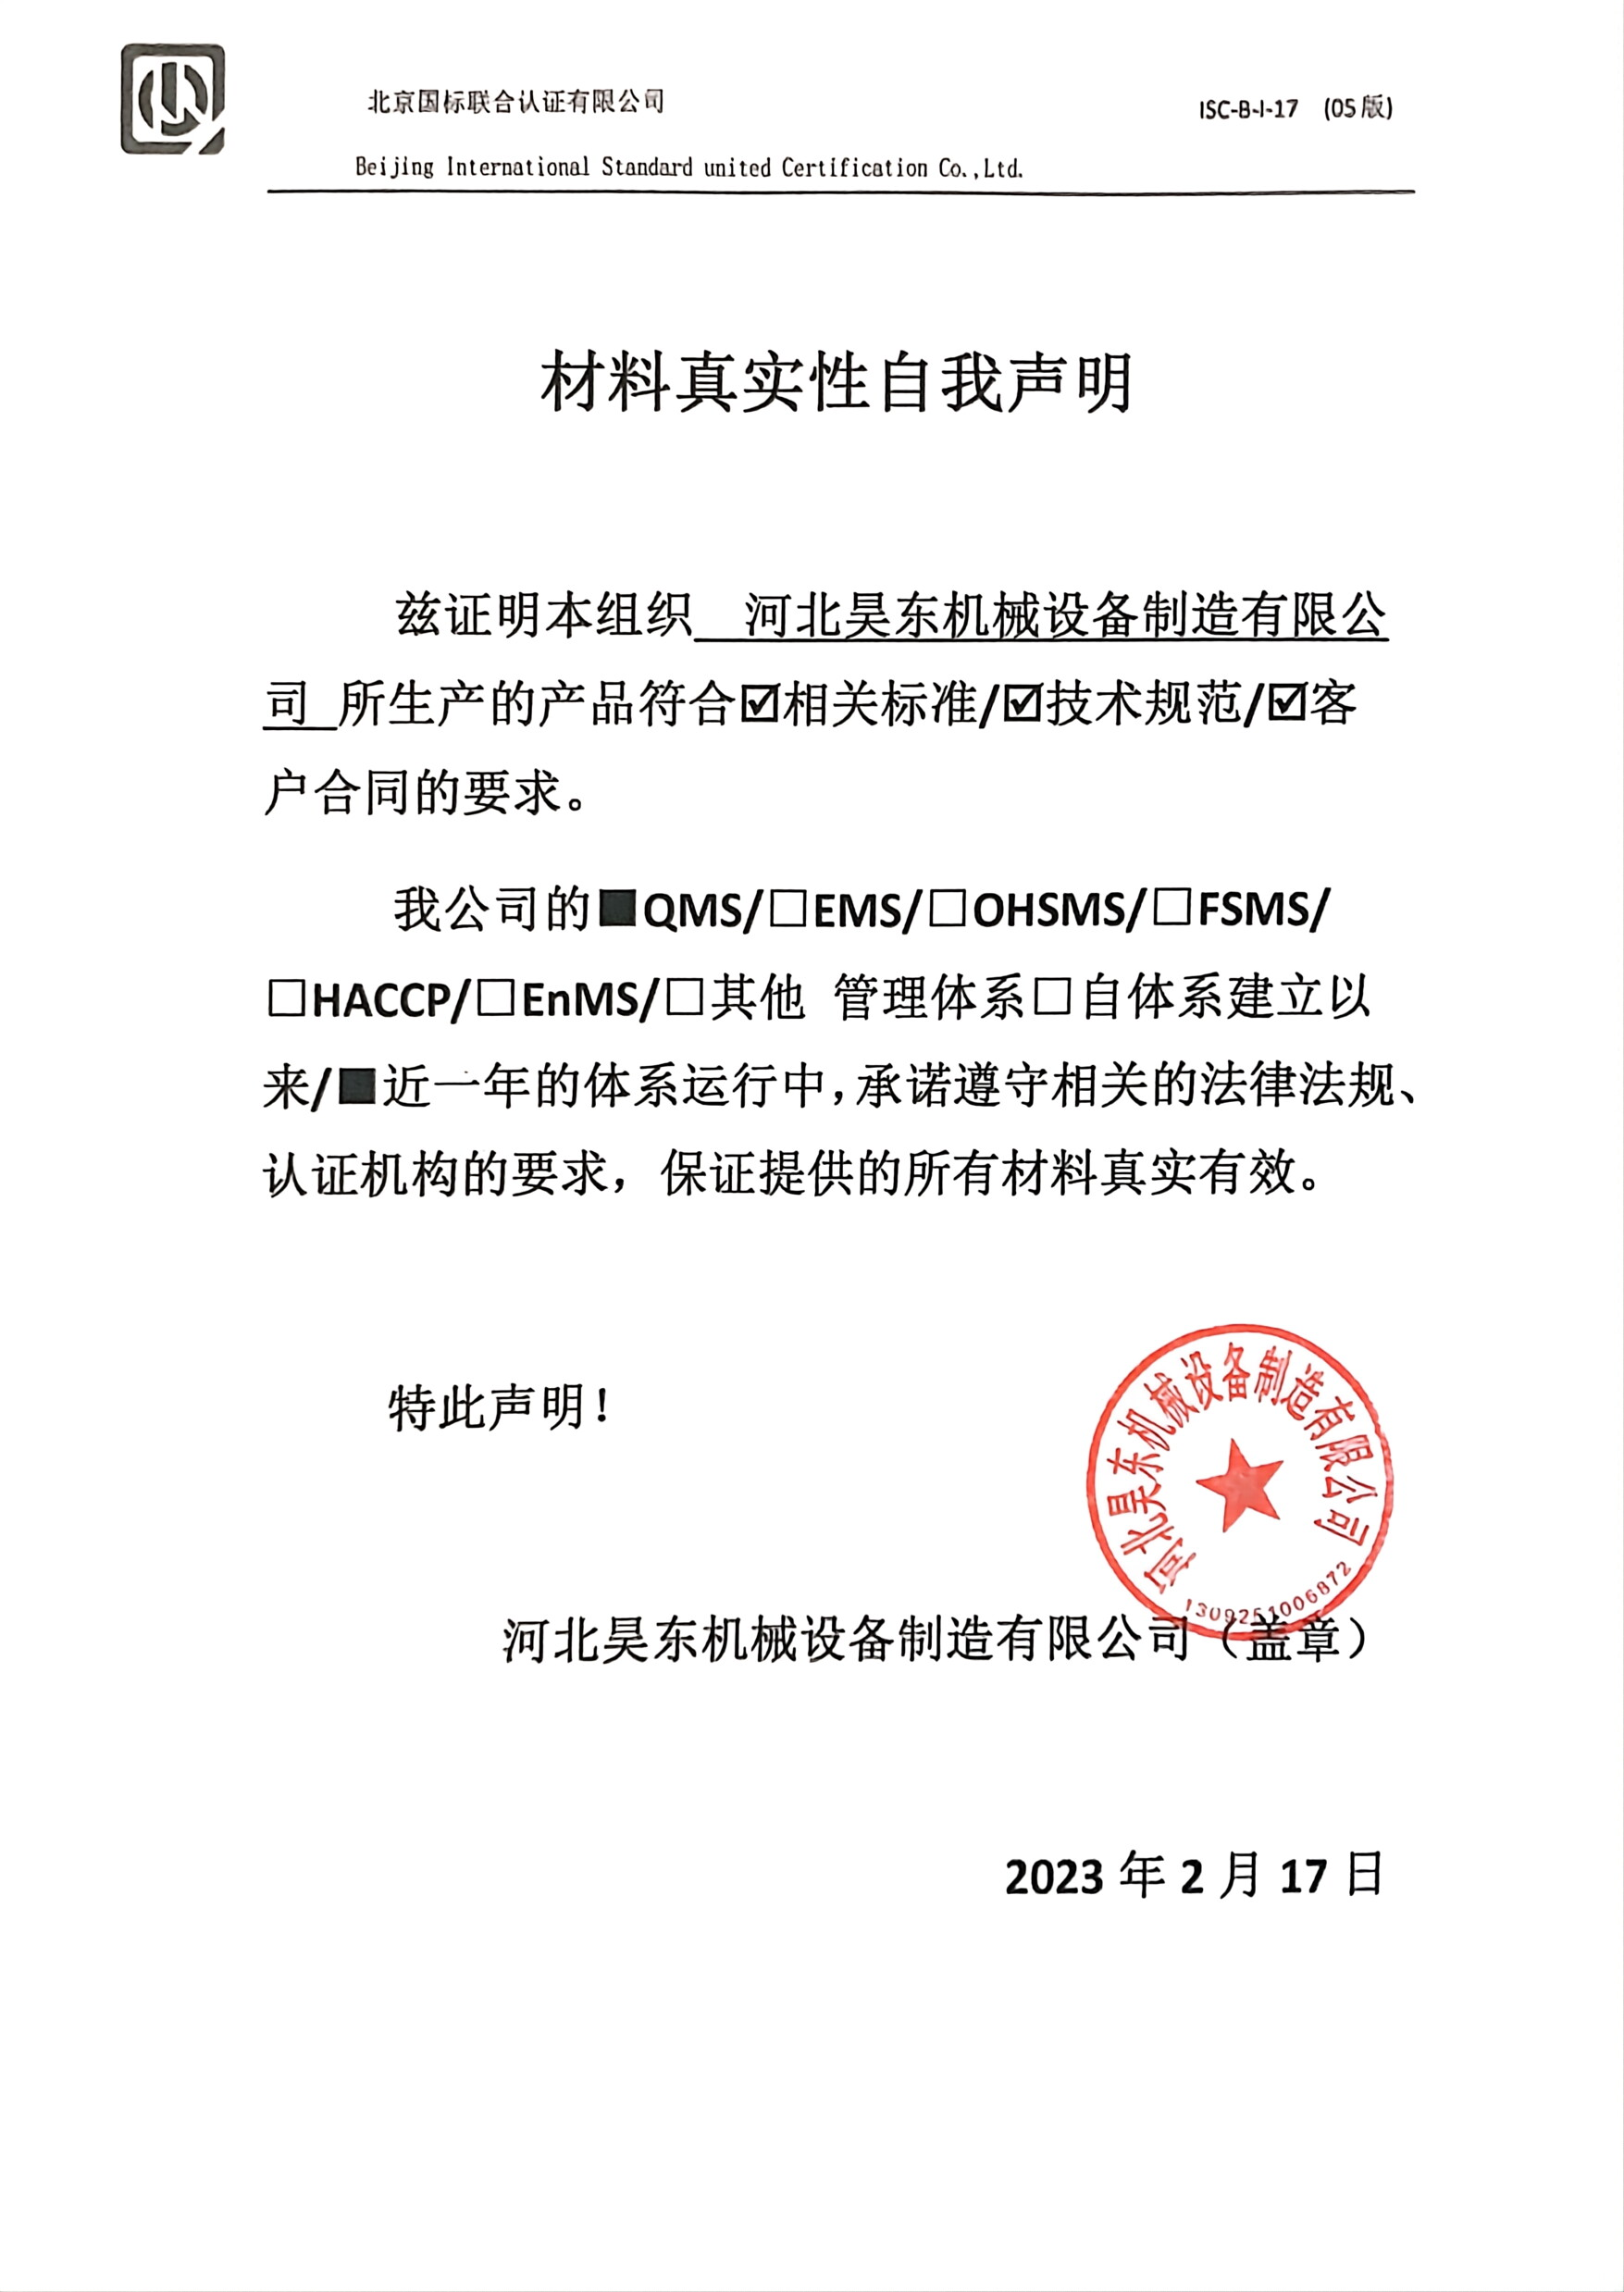 北京国标联合认证有限公司
ISC-B-I-17 (05版)
Beijing International Standard united Certification Co.,Ltd.
材料真实性自我声明
兹证明本组织 河北昊东机械设备制造有限公
司 所生产的产品符合☑相关标准/☑技术规范/☑客
户合同的要求。
我公司的■QMS/□EMS/□OHSMS/□FSMS/
□HACCP/□EnMS/□其他 管理体系□自体系建立以
来/■近一年的体系运行中,承诺遵守相关的法律法规、
认证机构的要求，保证提供的所有材料真实有效。
特此声明！
河北昊东机械设备制造有限公司
1309251006872
河北昊东机械设备制造有限公司（盖章）
2023 年 2 月 17 日